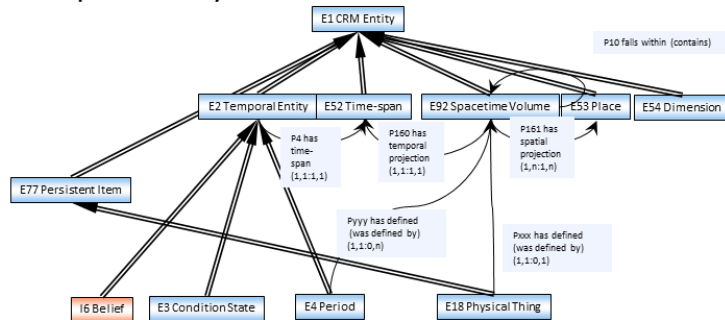 E1 CRM Entity
P10 falls within (contains)
E2 Temporal Entity
E52 Time-span
E92 Spacetime Volume
E53 Place
E54 Dimension
P4 has
time-
span
(1,1:1,1)
P160 has
temporal
projection
(1,1:1,1)
P161 has
spatial
projection
(1,n:1,n)
E77 Persistent Item
Pyyy has defined
(was defined by)
(1,1:0,n)
Pxxx has defined
(was defined by)
(1,1:0,1)
I6 Belief
E3 Condition State
E4 Period
E18 Physical Thing